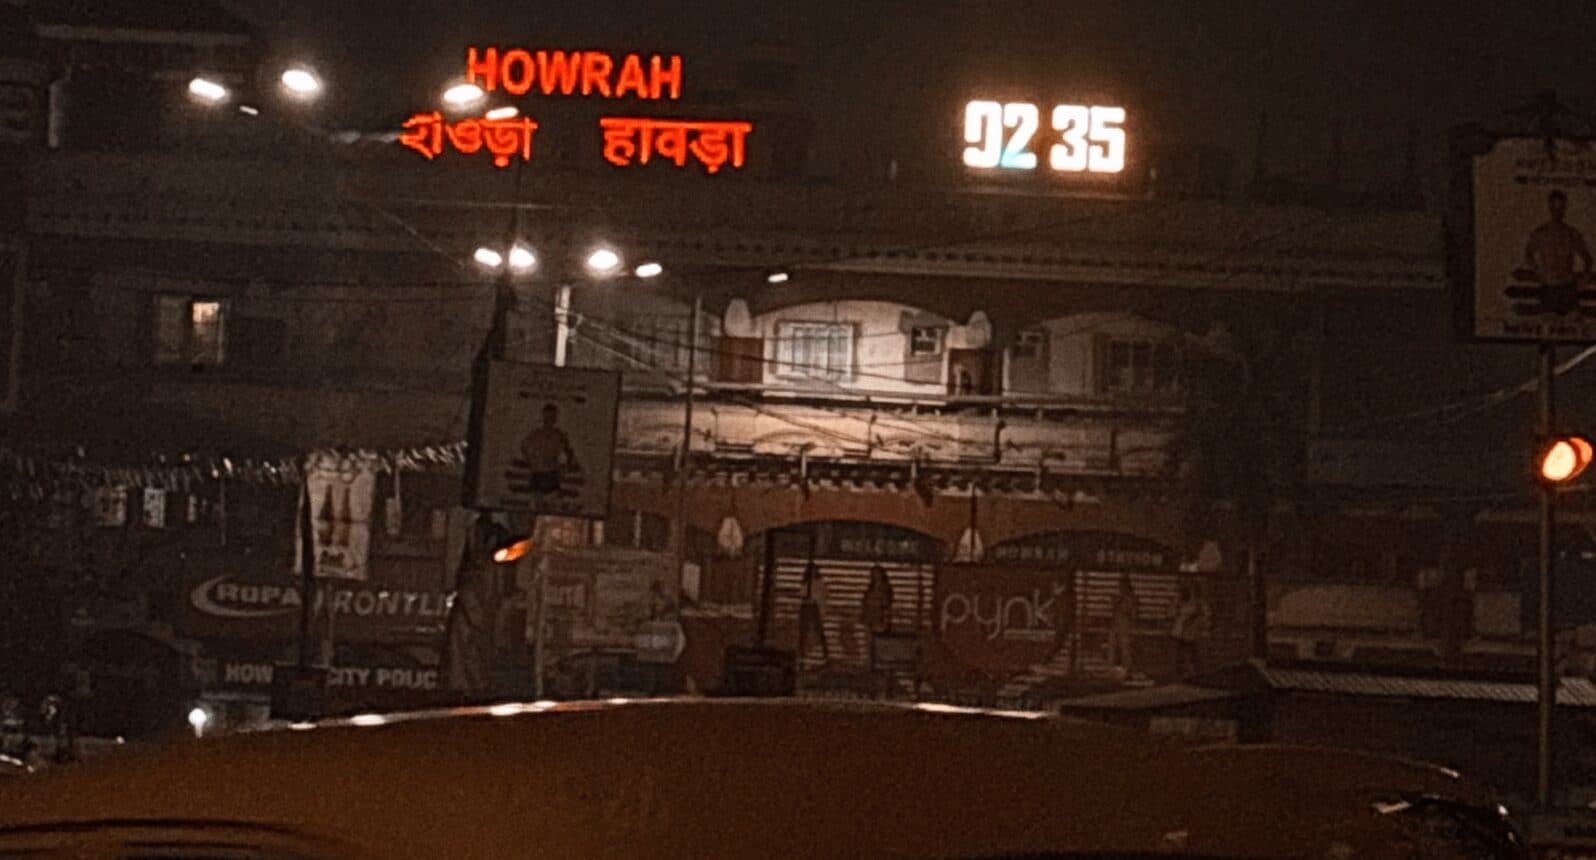 HOWRAH
হাওড়া हावड़ा
02 35
WELCOME
HOWRAH STATION
RUPA FRONTLI
pynk
HOW CITY POLIC